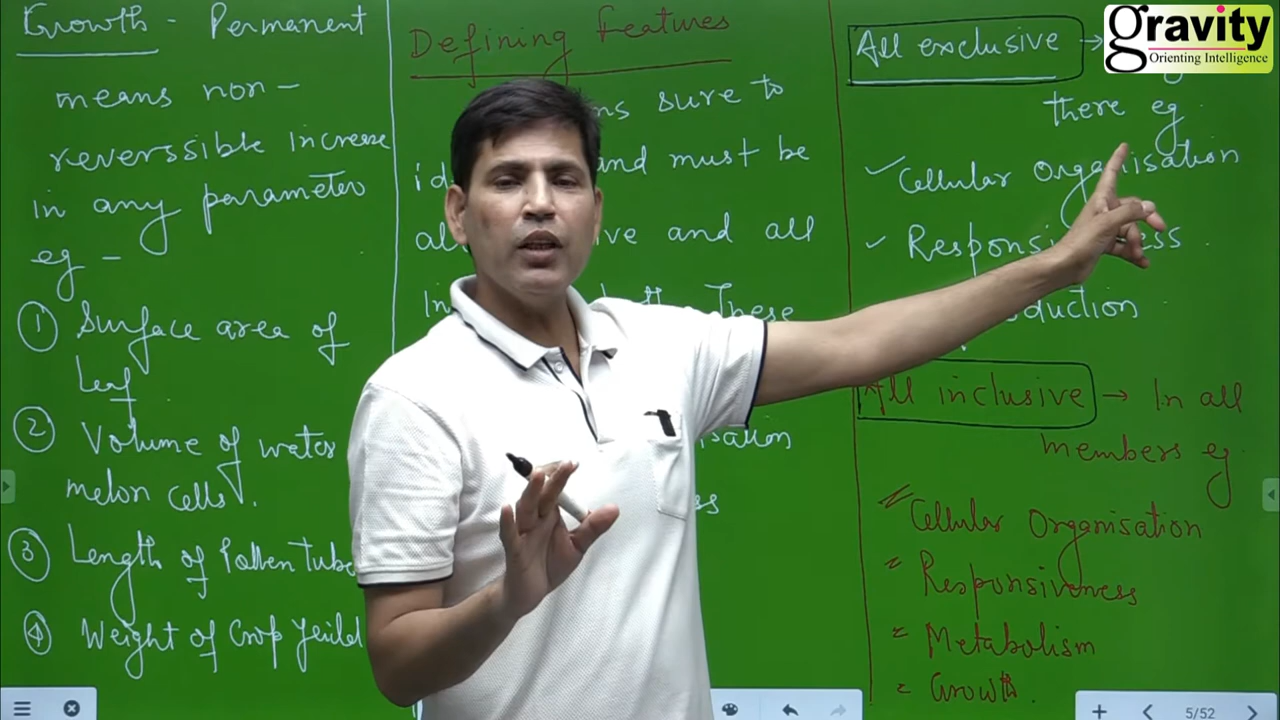 Growth - Permanent
means non -
reverssible increase
in any parameter
eg -
① Surface area of
Leaf
② Volume of water
melon cells.
③ Length of Pollen Tube
④ Weight of Crop yeild
Defining features
sure to
and must be
and all
These
All exclusive →
there eg.
✓ Cellular Organisation
✓
All inclusive → In all
members eg
Cellular Organisation
Responsiveness
Metabolism
Growth.
gravity
Orienting Intelligence
5/52